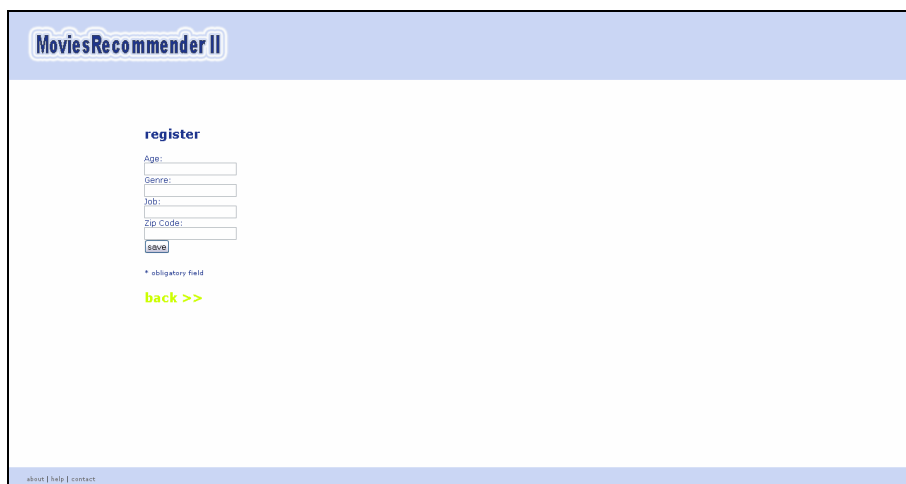 MoviesRecommender II
register
Age:
Genre:
Job:
Zip Code:
save
* obligatory field
back >>
about | help | contact